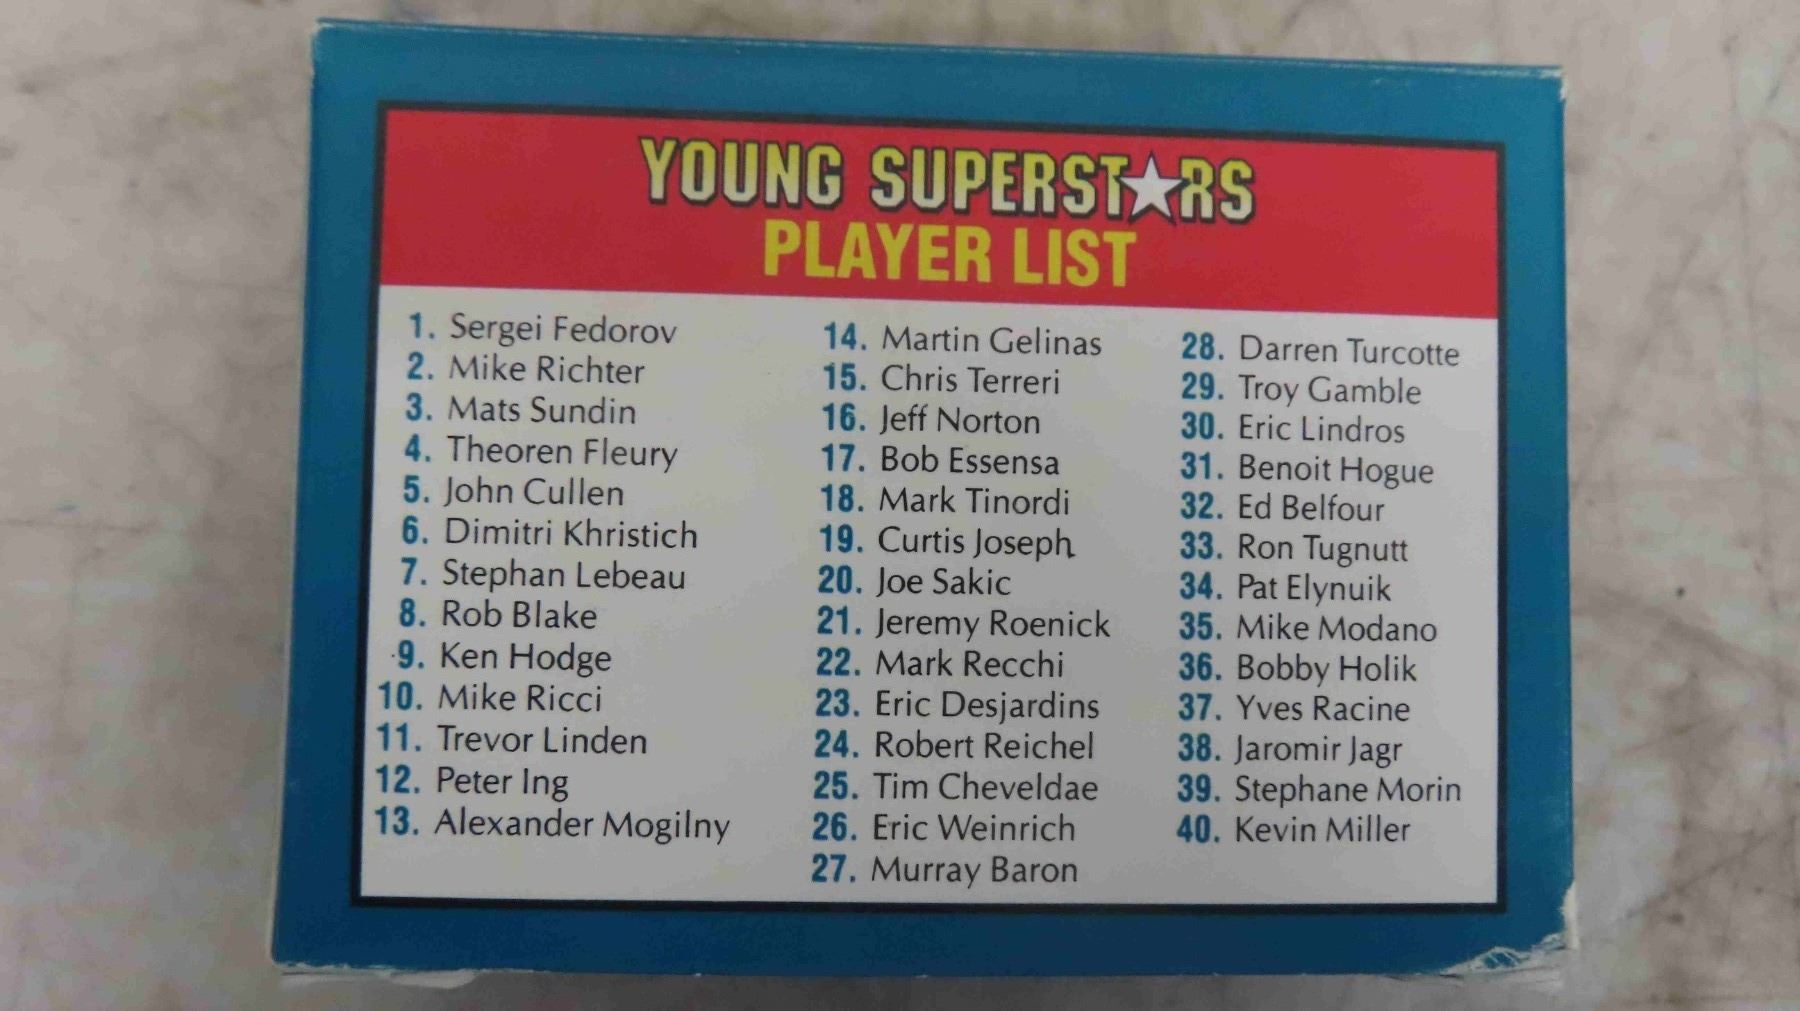 YOUNG SUPERST★RS
PLAYER LIST
1. Sergei Fedorov
2. Mike Richter
3. Mats Sundin
4. Theoren Fleury
5. John Cullen
6. Dimitri Khristich
7. Stephan Lebeau
8. Rob Blake
9. Ken Hodge
10. Mike Ricci
11. Trevor Linden
12. Peter Ing
13. Alexander Mogilny
14. Martin Gelinas
15. Chris Terreri
16. Jeff Norton
17. Bob Essensa
18. Mark Tinordi
19. Curtis Joseph
20. Joe Sakic
21. Jeremy Roenick
22. Mark Recchi
23. Eric Desjardins
24. Robert Reichel
25. Tim Cheveldae
26. Eric Weinrich
27. Murray Baron
28. Darren Turcotte
29. Troy Gamble
30. Eric Lindros
31. Benoit Hogue
32. Ed Belfour
33. Ron Tugnutt
34. Pat Elynuik
35. Mike Modano
36. Bobby Holik
37. Yves Racine
38. Jaromir Jagr
39. Stephane Morin
40. Kevin Miller